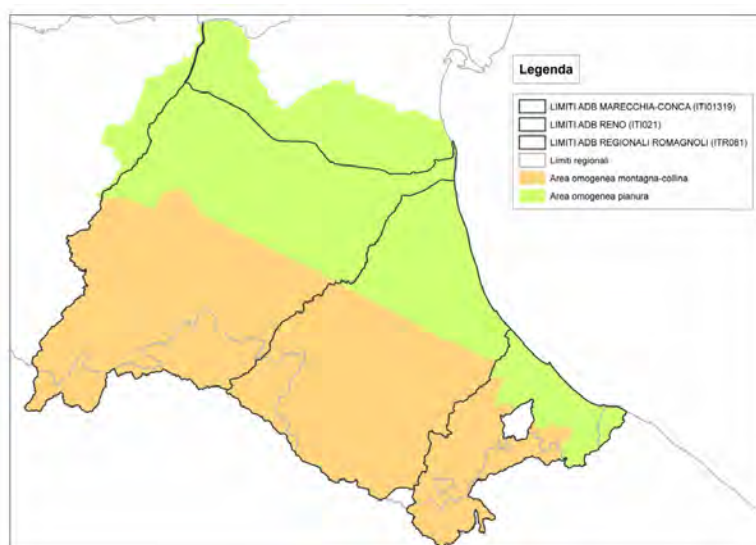 Legenda
LIMITI ADB MARECCHIA-CONCA (ITI01319)
LIMITI ADB RENO (ITI021)
LIMITI ADB REGIONALI ROMAGNOLI (ITR081)
Limiti regionali
Area omogenea montagna-collina
Area omogenea pianura